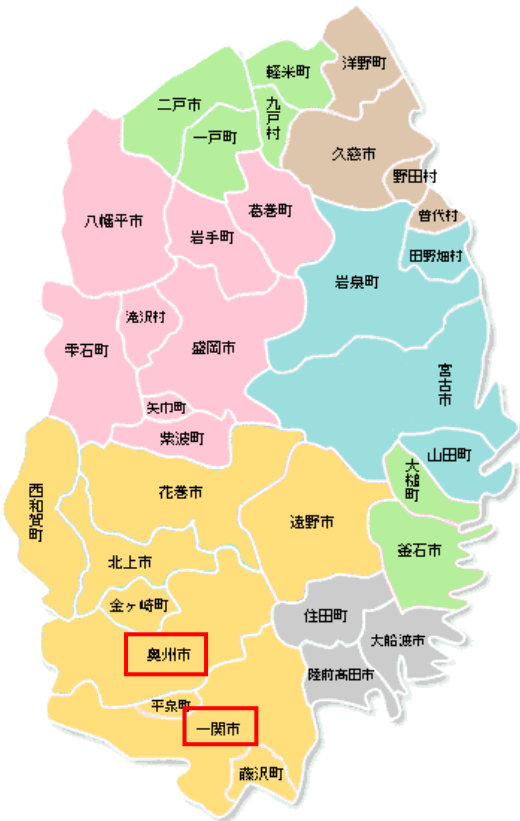 洋野町
軽米町
二戸市
九戸村
一戸町
久慈市
野田村
葛巻町
普代村
八幡平市
岩手町
田野畑村
岩泉町
滝沢村
雫石町
盛岡市
宮古市
矢巾町
紫波町
山田町
大槌町
花巻市
西和賀町
遠野市
釜石市
北上市
金ヶ崎町
住田町
大船渡市
奥州市
陸前高田市
平泉町
一関市
藤沢町